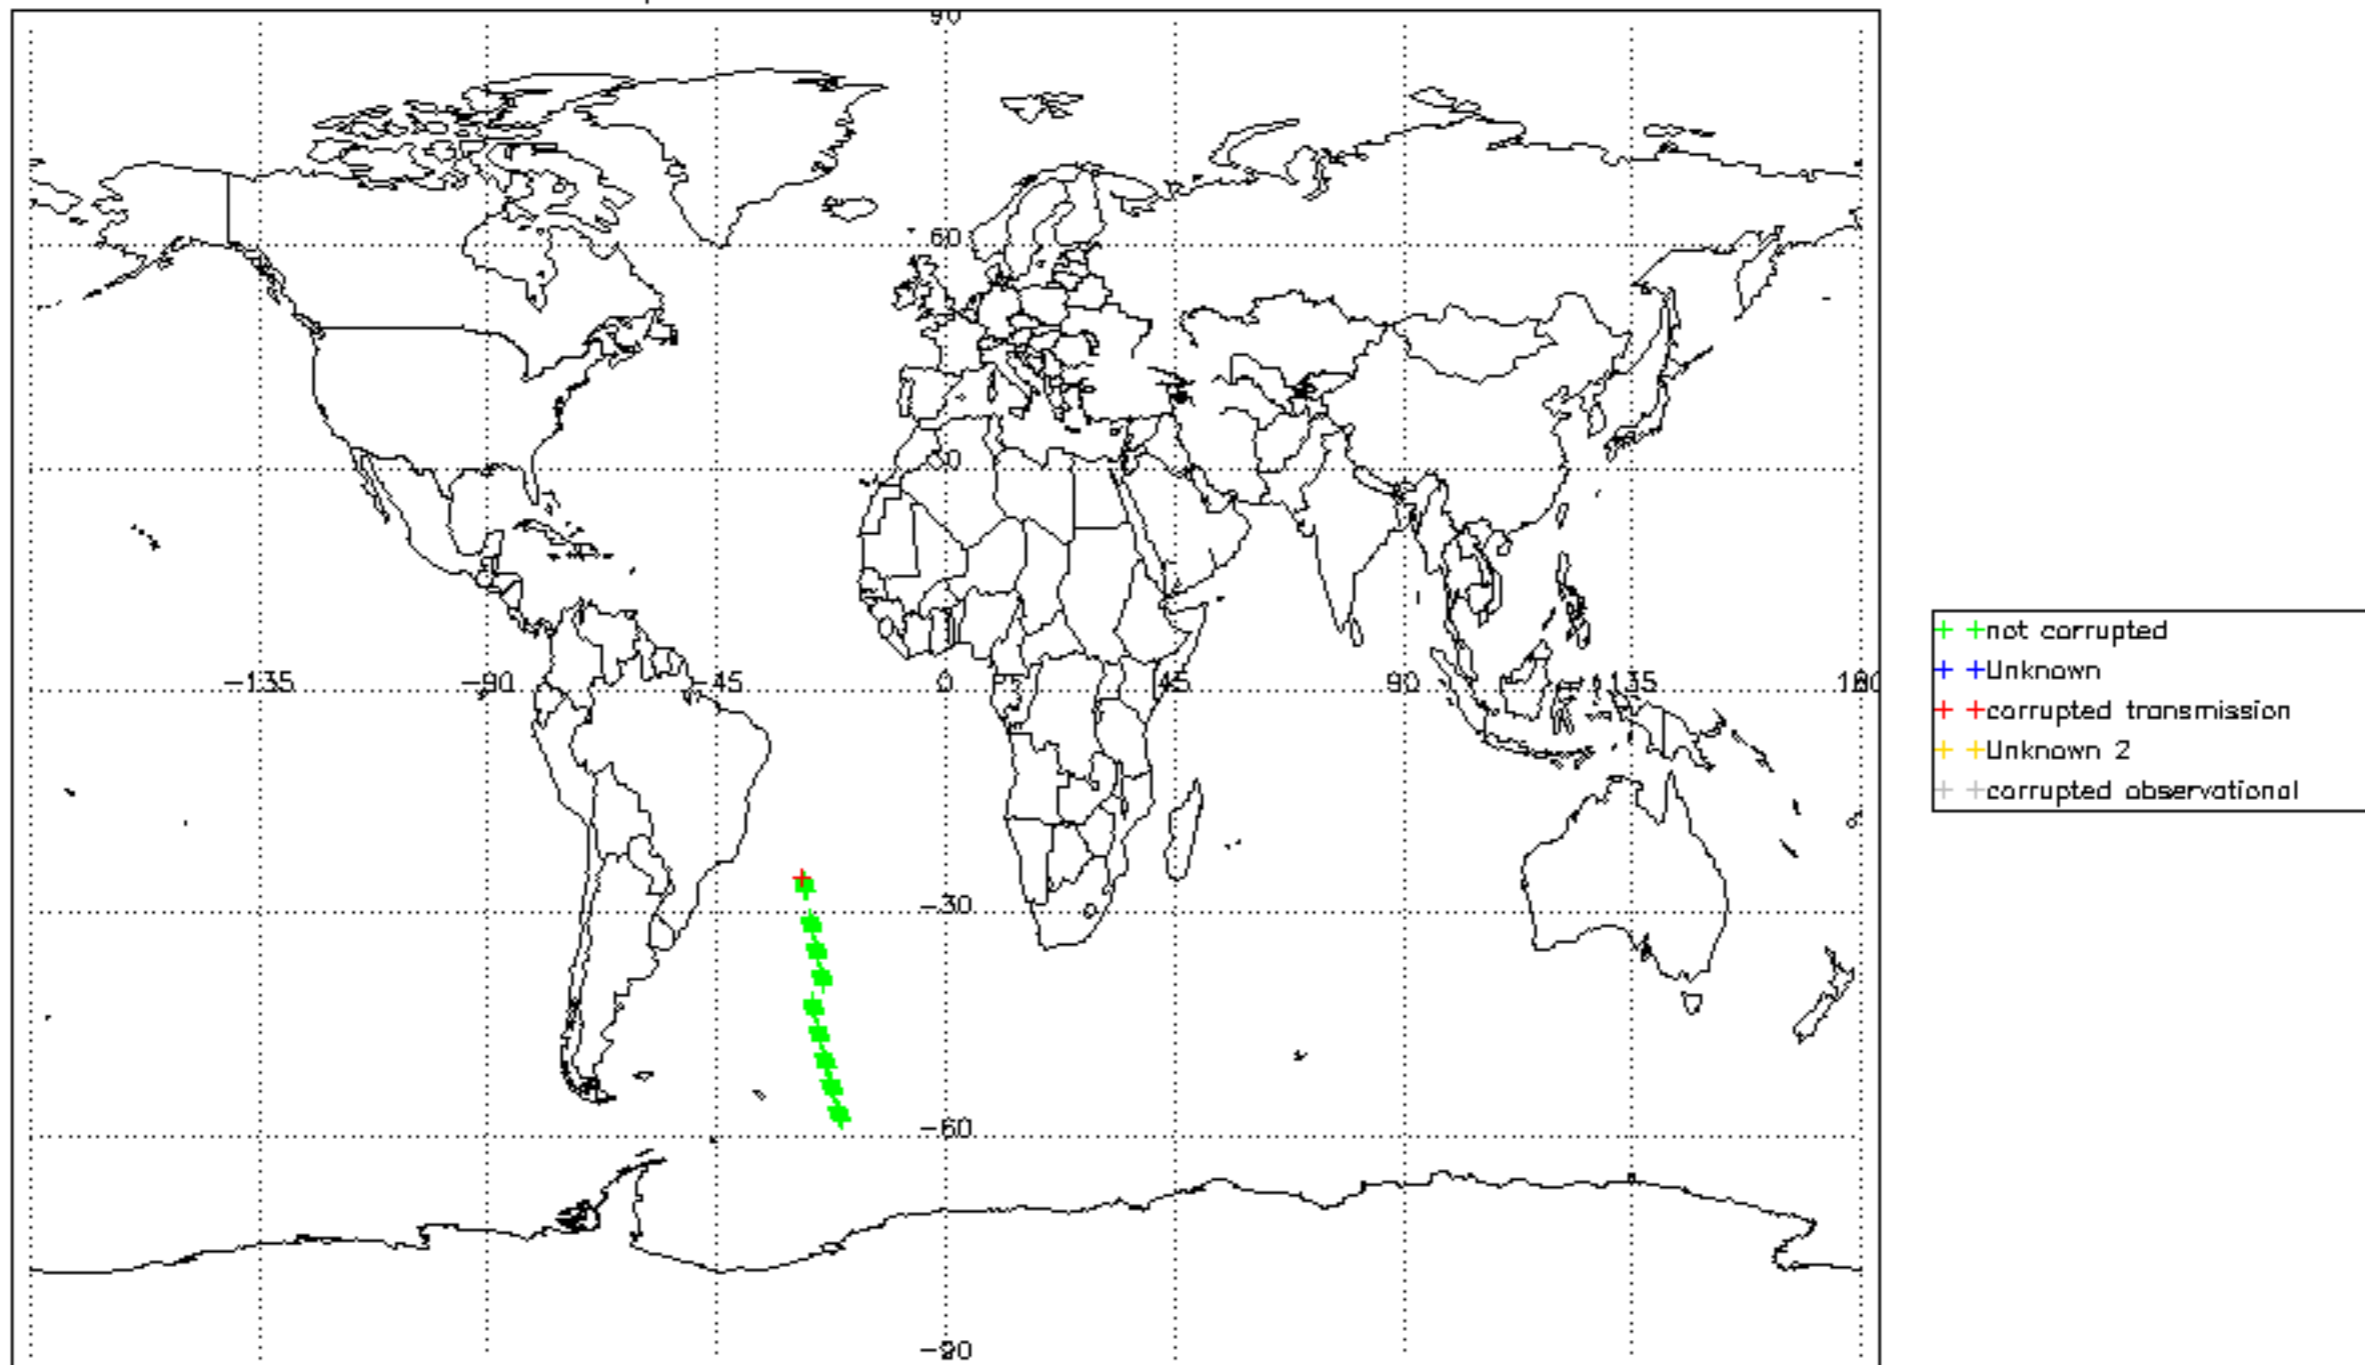 90
60
30
-135 -90 -45 0 45 90 135 180
-30
-60
-90
not corrupted
Unknown
corrupted transmission
Unknown 2
corrupted observational